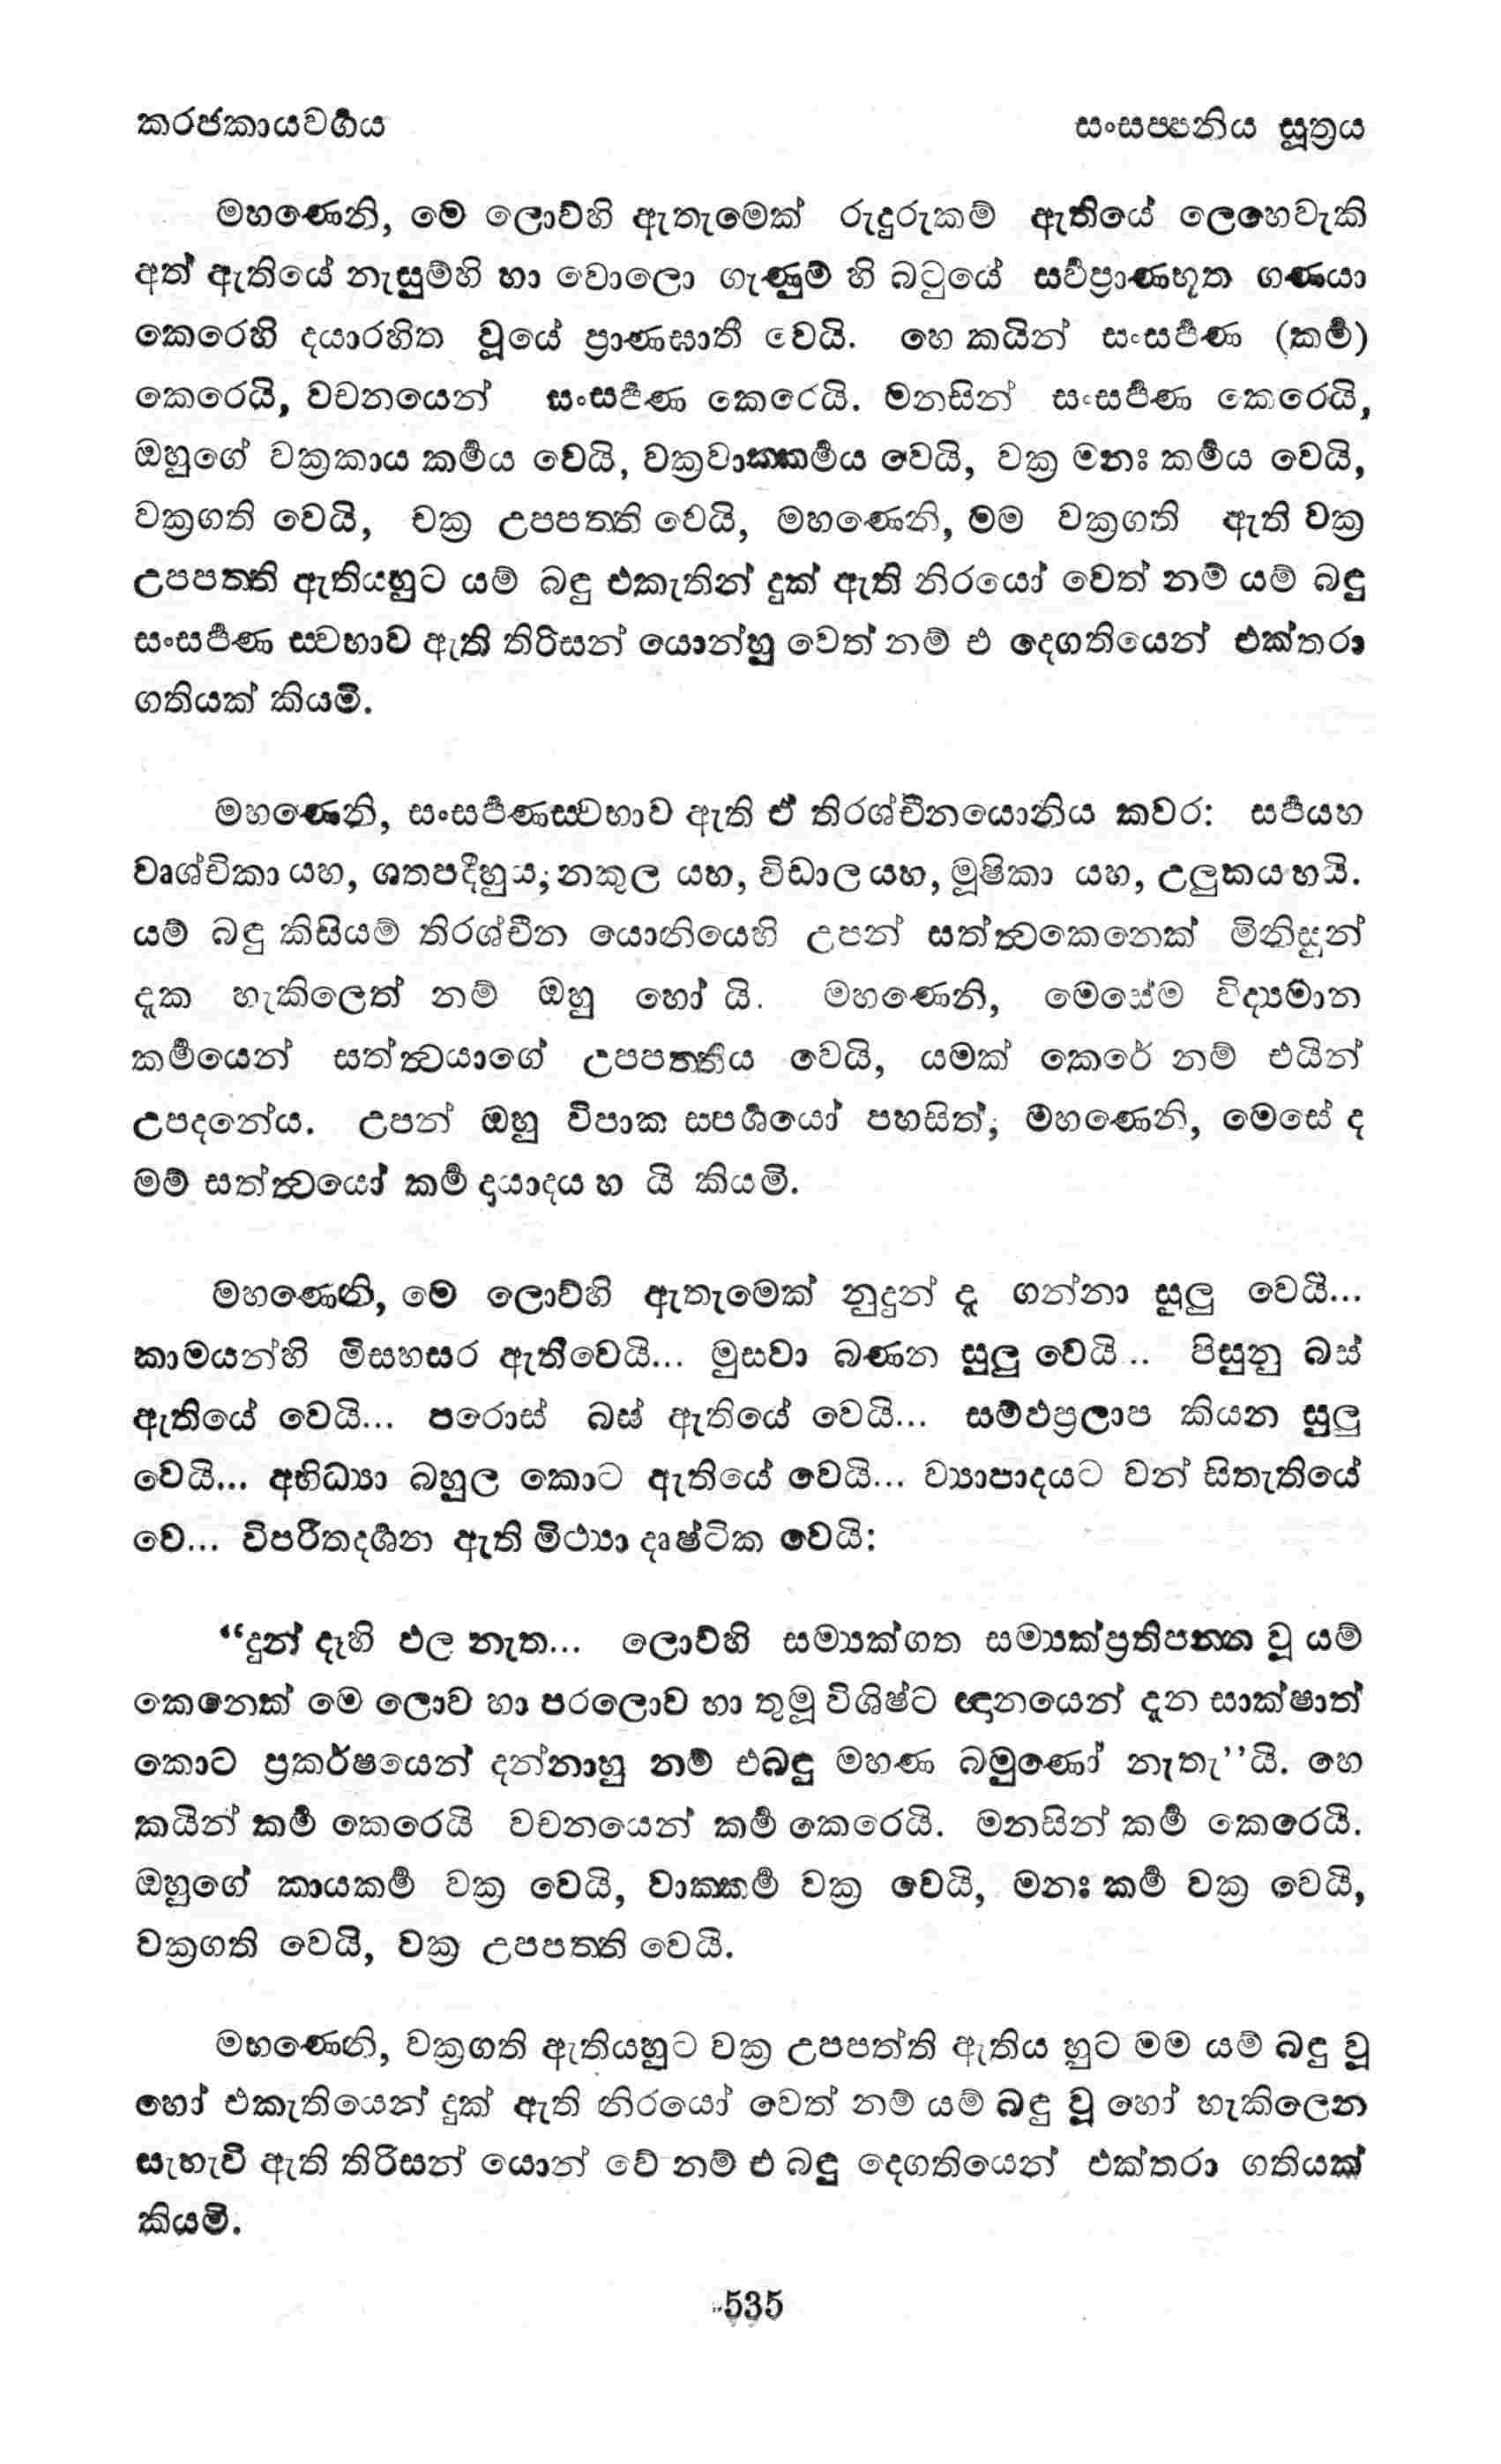 කරජකායවර්‍ගය සංසප්පනිය සූත්‍රය
මහණෙනි, මෙ ලොව්හි ඇතැමෙක් රුදුරුකම් ඇතියේ ලෙහෙවැකි
අත් ඇතියේ නැසුම්හි හා වොලො ගැණුම් හි බටුයේ සර්‍වප්‍රාණභූත ගණයා
කෙරෙහි දයාරහිත වූයේ ප්‍රාණඝාතී වෙයි. හෙ කයින් සංසර්‍පණ (කර්‍ම)
කෙරෙයි, වචනයෙන් සංසර්‍පණ කෙරෙයි. මනසින් සංසර්‍පණ කෙරෙයි,
ඔහුගේ වක්‍රකාය කර්‍මය වෙයි, වක්‍රවාක්කර්‍මය වෙයි, වක්‍ර මනඃ කර්‍මය වෙයි,
වක්‍රගති වෙයි, වක්‍ර උපපත්ති වෙයි, මහණෙනි, මම වක්‍රගති ඇති වක්‍ර
උපපත්ති ඇතියහුට යම් බඳු එකැතින් දුක් ඇති නිරයෝ වෙත් නම් යම් බඳු
සංසර්‍පණ ස්වභාව ඇති තිරිසන් යොන්හු වෙත් නම් එ දෙගතියෙන් එක්තරා
ගතියක් කියමි.
මහණෙනි, සංසර්‍පණස්වභාව ඇති ඒ තිරශ්චීනයොනිය කවර: සර්‍පයහ
වෘශ්චිකා යහ, ශතපදීහුය, නකුල යහ, විඩාල යහ, මූෂිකා යහ, උලුකයහයි.
යම් බඳු කිසියම් තිරශ්චීන යොනියෙහි උපන් සත්ත්‍වකෙනෙක් මිනිසුන්
දැක හැකිලෙත් නම් ඔහු හෝ යි. මහණෙනි, මෙසේම විද්‍යමාන
කර්‍මයෙන් සත්ත්‍වයාගේ උපපත්තිය වෙයි, යමක් කෙරේ නම් එයින්
උපදනේය. උපන් ඔහු විපාක ස්පර්‍ශයෝ පහසිත්, මහණෙනි, මෙසේ ද
මම් සත්ත්‍වයෝ කර්‍ම දායාදය හ යි කියමි.
මහණෙනි, මෙ ලොව්හි ඇතැමෙක් නුදුන් දෑ ගන්නා සුලු වෙයි...
කාමයන්හි මිසහසර ඇතිවෙයි... මුසවා බණන සුලු වෙයි... පිසුනු බස්
ඇතියේ වෙයි... පරොස් බස් ඇතියේ වෙයි... සම්ඵප්‍රලාප කියන සුලු
වෙයි... අභිධ්‍යා බහුල කොට ඇතියේ වෙයි... ව්‍යාපාදයට වන් සිතැතියේ
වෙ... විපරීතදර්‍ශන ඇති මිථ්‍යා දෘෂ්ටික වෙයි:
“දුන් දෑහි ඵල නැත... ලොව්හි සම්‍යක්ගත සම්‍යක්ප්‍රතිපන්න වූ යම්
කෙනෙක් මෙ ලොව හා පරලොව හා තුමූ විශිෂ්ට ඥානයෙන් දැන සාක්ෂාත්
කොට ප්‍රකර්ෂයෙන් දන්නාහු නම් එබඳු මහණ බමුණෝ නැතැ”යි. හෙ
කයින් කර්‍ම කෙරෙයි වචනයෙන් කර්‍ම කෙරෙයි. මනසින් කර්‍ම කෙරෙයි.
ඔහුගේ කායකර්‍ම වක්‍ර වෙයි, වාක්කර්‍ම වක්‍ර වෙයි, මනඃ කර්‍ම වක්‍ර වෙයි,
වක්‍රගති වෙයි, වක්‍ර උපපත්ති වෙයි.
මහණෙනි, වක්‍රගති ඇතියහුට වක්‍ර උපපත්ති ඇතිය හුට මම යම් බඳු වූ
හෝ එකැතියෙන් දුක් ඇති නිරයෝ වෙත් නම් යම් බඳු වූ හෝ හැකිලෙන
සැහැවි ඇති තිරිසන් යොන් වේ නම් එ බඳු දෙගතියෙන් එක්තරා ගතියක්
කියමි.
535